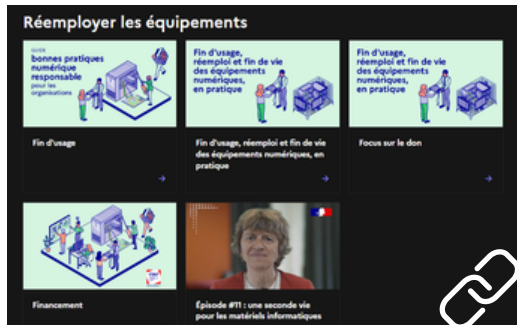 Réemployer les équipements
GUIDE
bonnes pratiques
numérique
responsable
pour les
organisations
Fin d'usage,
réemploi et fin de vie
des équipements
numériques,
en pratique
Fin d'usage,
réemploi et fin de vie
des équipements
numériques,
en pratique
Fin d'usage
Fin d'usage, réemploi et fin de vie
des équipements numériques, en
pratique
Focus sur le don
Financement
Épisode #11 : une seconde vie
pour les matériels informatiques